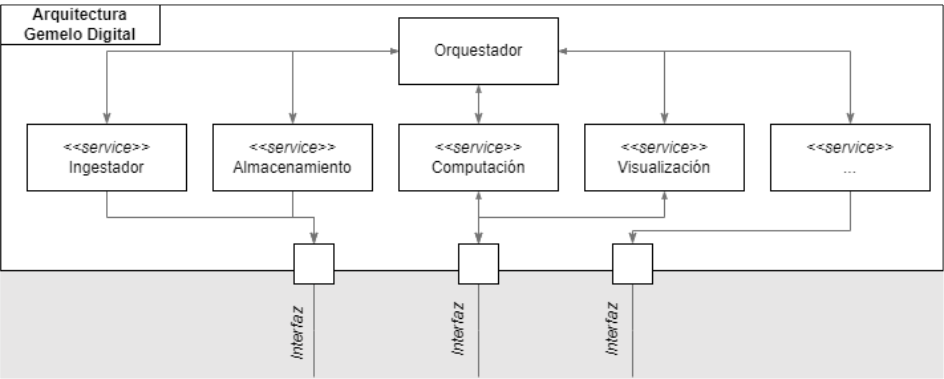 Arquitectura
Gemelo Digital
Orquestador
<<service>>
Ingestador
<<service>>
Almacenamiento
<<service>>
Computación
<<service>>
Visualización
<<service>>
...
Interfaz
Interfaz
Interfaz